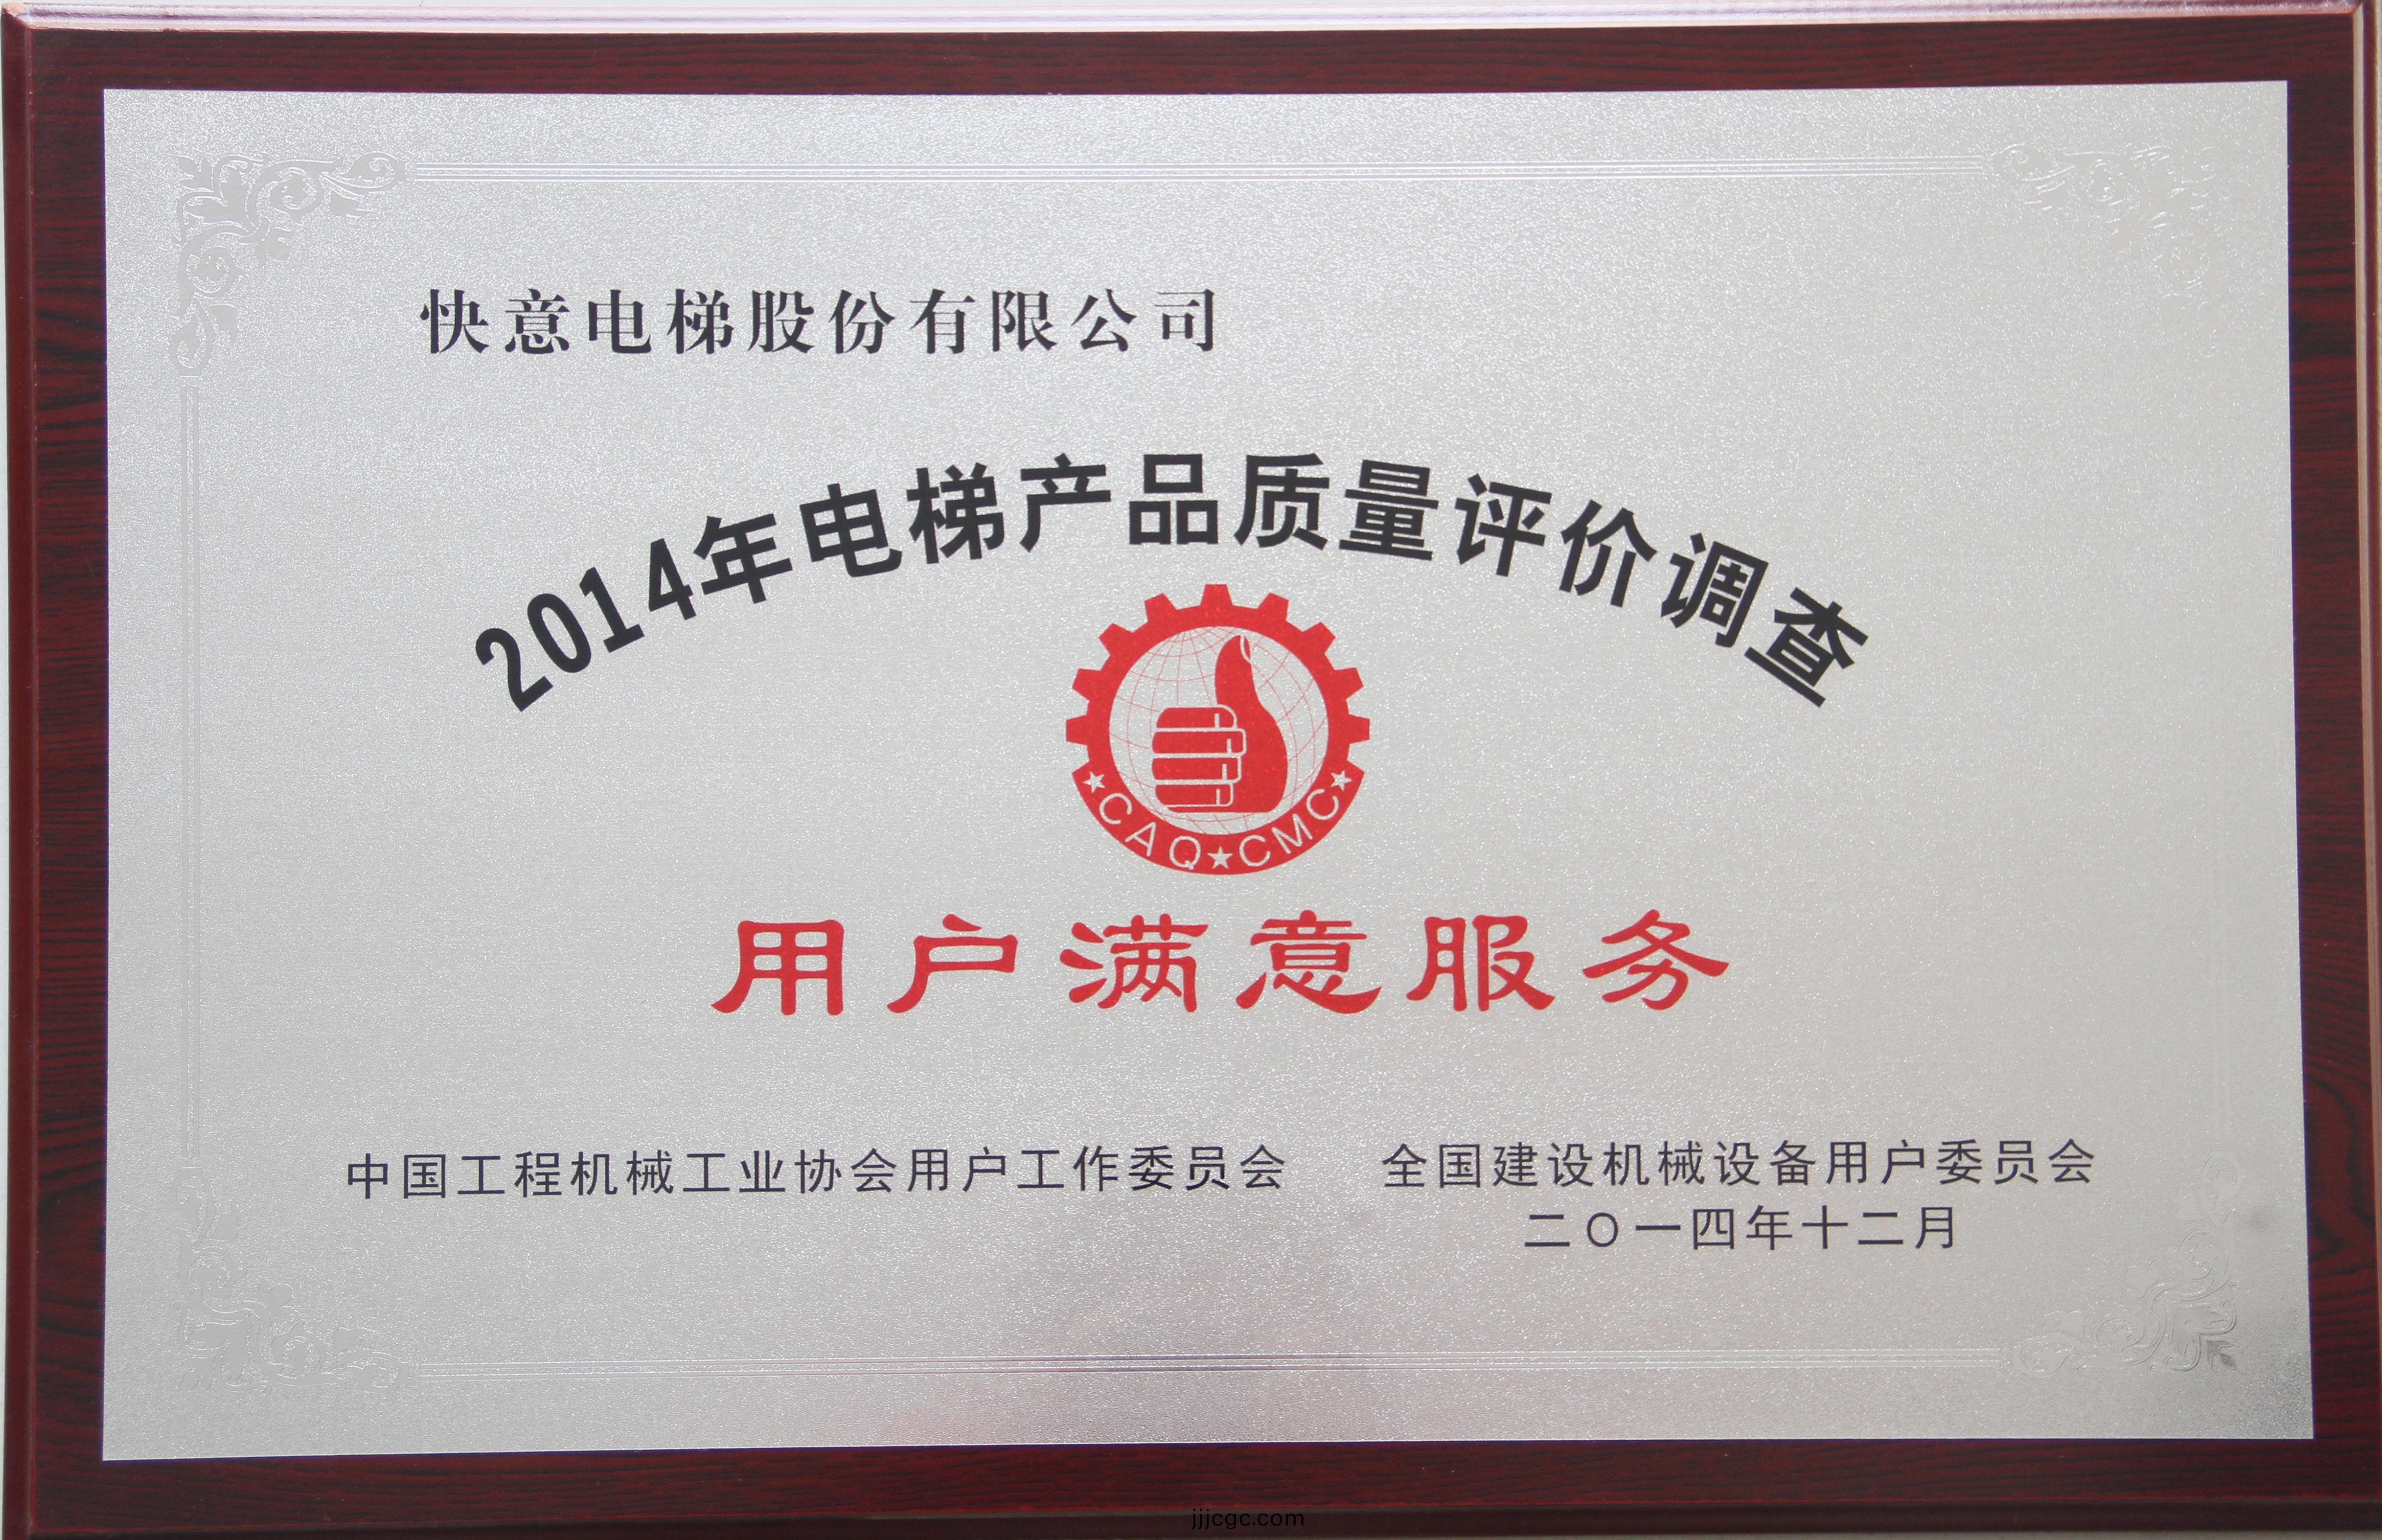 快意电梯股份有限公司
2014年电梯产品质量评价调查
★CAQ★CMC★
用户满意服务
中国工程机械工业协会用户工作委员会 全国建设机械设备用户委员会
二〇一四年十二月
jjjcgc.com